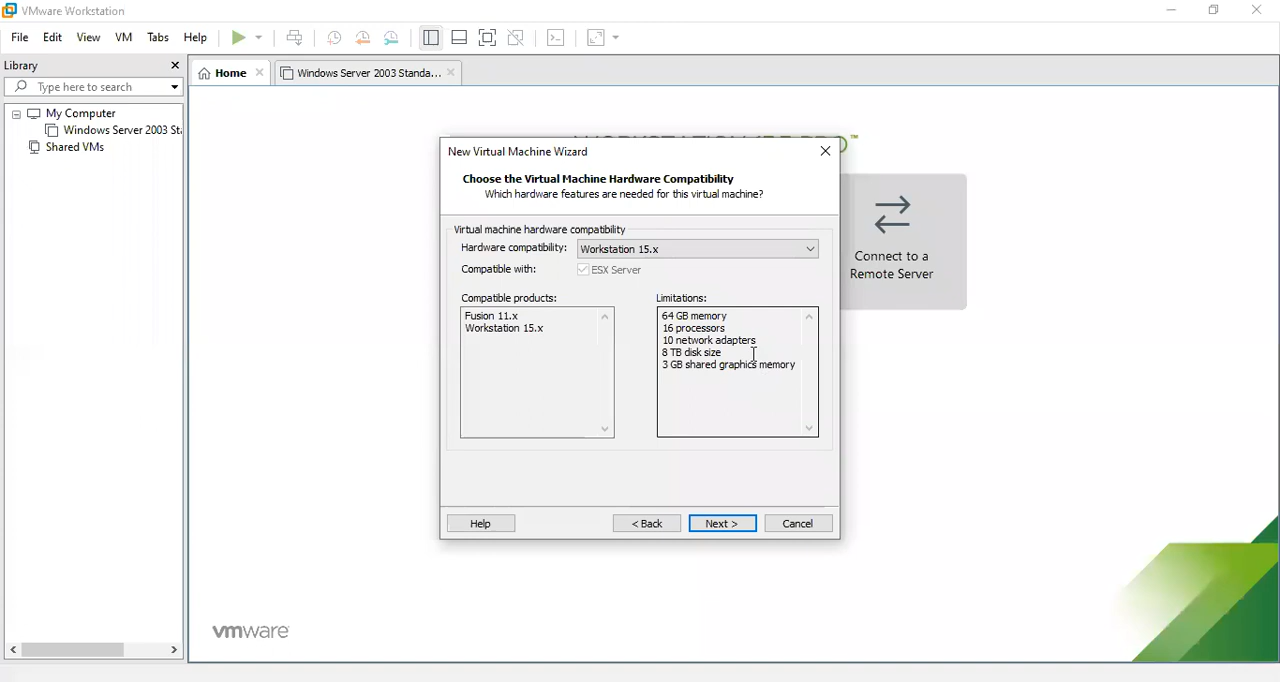 VMware Workstation
File Edit View VM Tabs Help
Library
Type here to search
My Computer
Windows Server 2003 St
Shared VMs
Home
Windows Server 2003 Standa...
New Virtual Machine Wizard
Choose the Virtual Machine Hardware Compatibility
Which hardware features are needed for this virtual machine?
Virtual machine hardware compatibility
Hardware compatibility: Workstation 15.x
Compatible with: ESX Server
Compatible products:
Fusion 11.x
Workstation 15.x
Limitations:
64 GB memory
16 processors
10 network adapters
8 TB disk size
3 GB shared graphics memory
Help < Back Next > Cancel
Connect to a
Remote Server
vmware